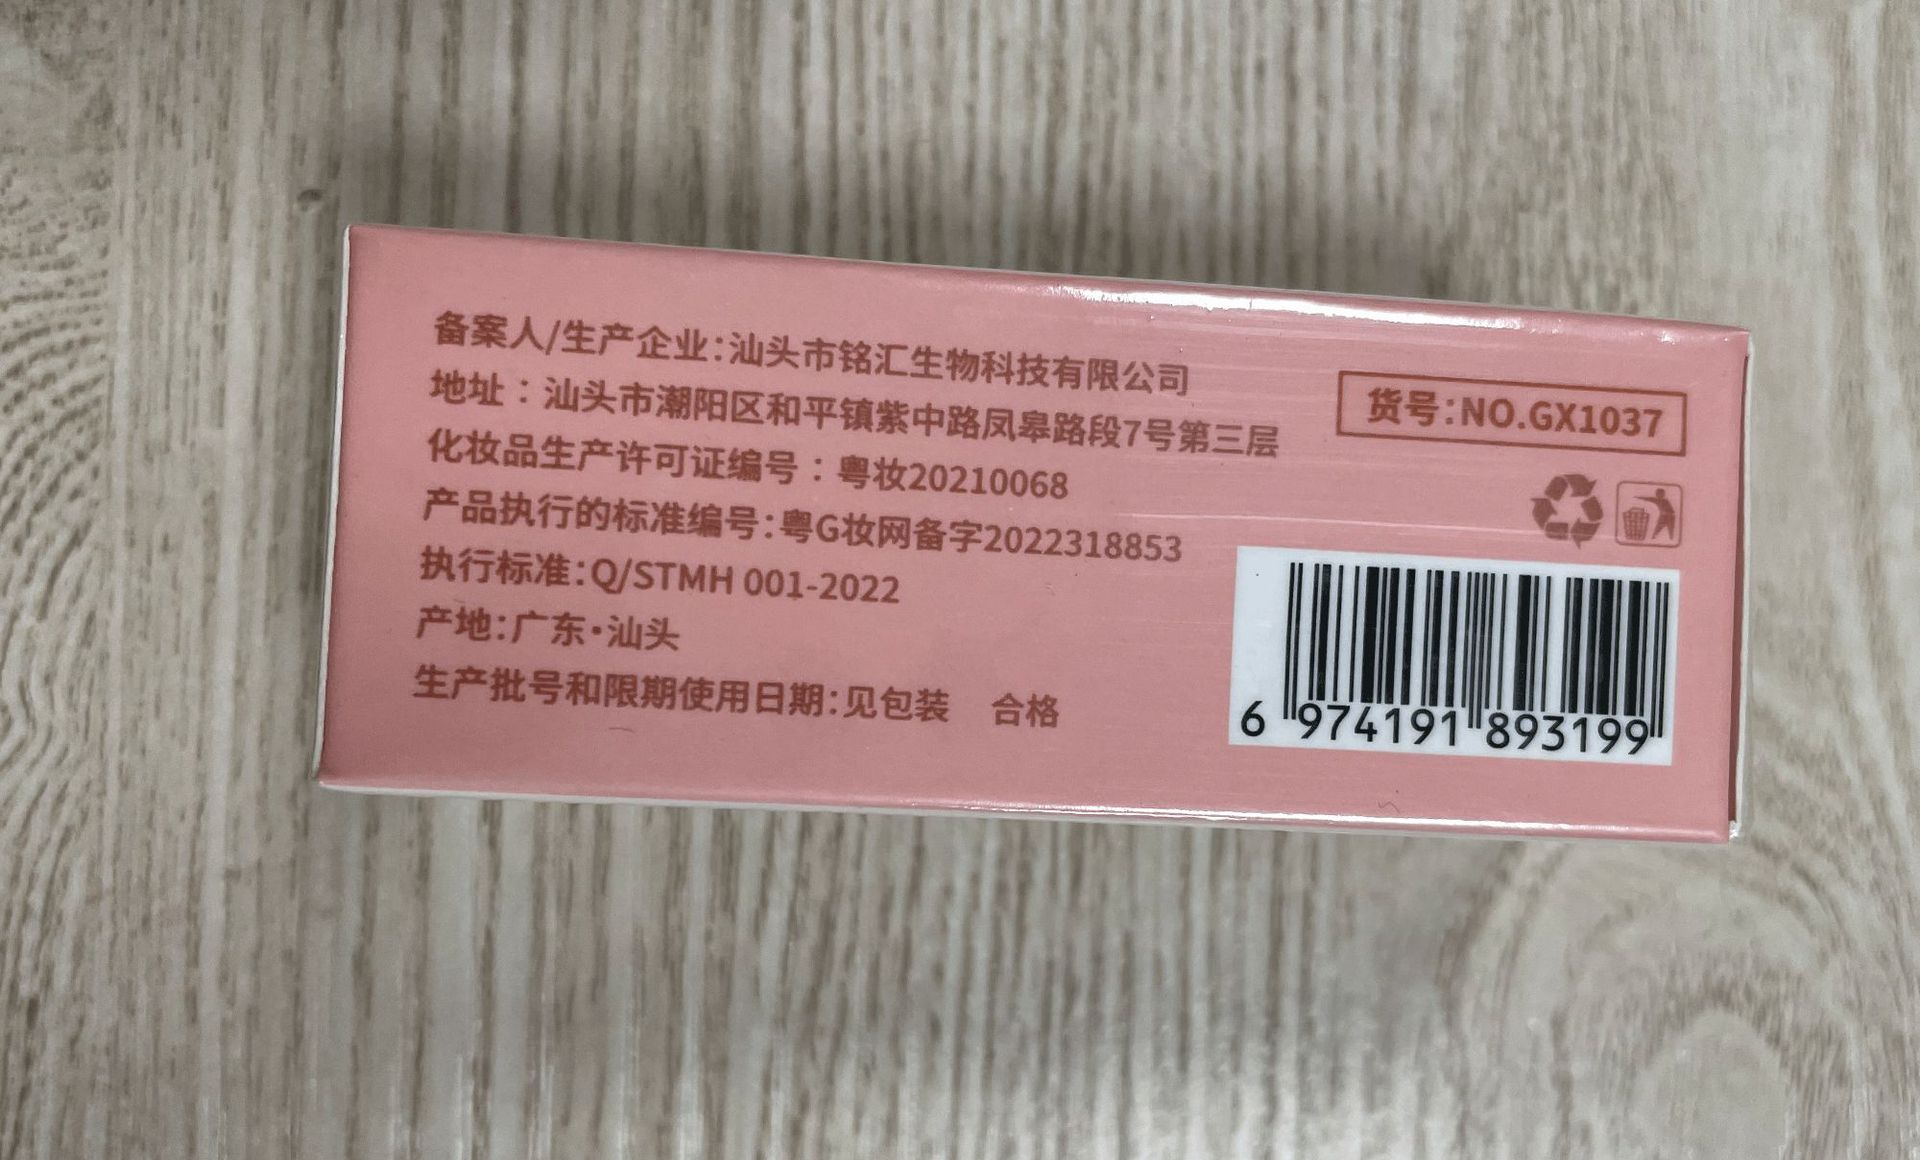 备案人/生产企业:汕头市铭汇生物科技有限公司
地址：汕头市潮阳区和平镇紫中路凤皋路段7号第三层
化妆品生产许可证编号：粤妆20210068
产品执行的标准编号:粤G妆网备字2022318853
执行标准:Q/STMH 001-2022
产地:广东·汕头
生产批号和限期使用日期:见包装 合格
货号:NO.GX1037
6 974191 893199